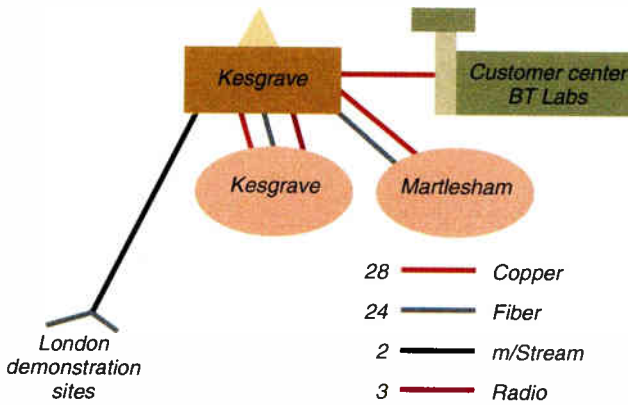 Kesgrave
Customer center
BT Labs
Kesgrave
Martlesham
28 Copper
24 Fiber
2 m/Stream
3 Radio
London
demonstration
sites